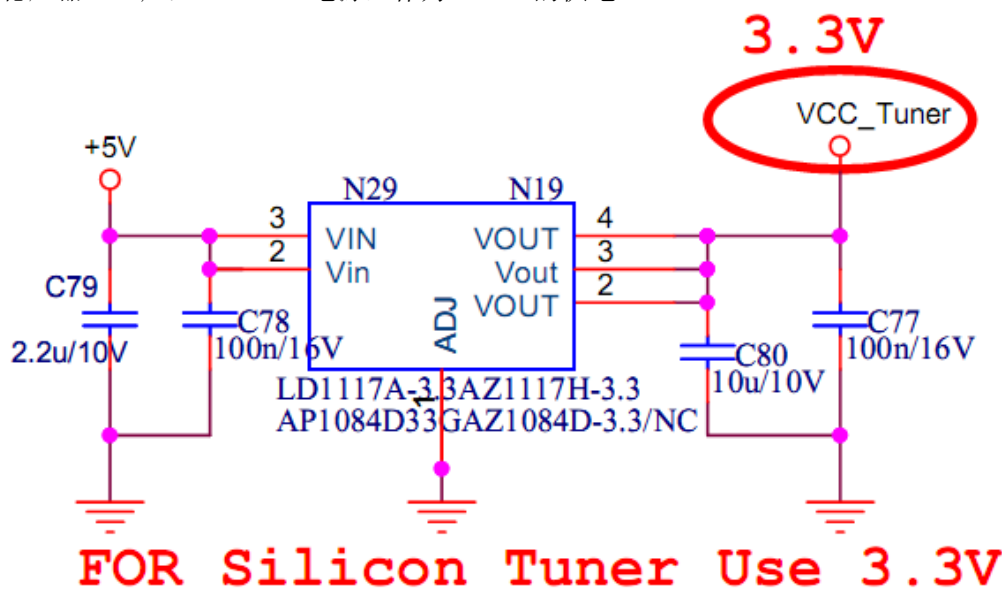 3.3V
VCC_Tuner
+5V
N29
N19
3
VIN
VOUT
4
2
Vin
Vout
3
VOUT
2
ADJ
1
C79
2.2u/10V
C78
100n/16V
C80
10u/10V
C77
100n/16V
LD1117A-3.3AZ1117H-3.3
AP1084D33GAZ1084D-3.3/NC
FOR Silicon Tuner Use 3.3V